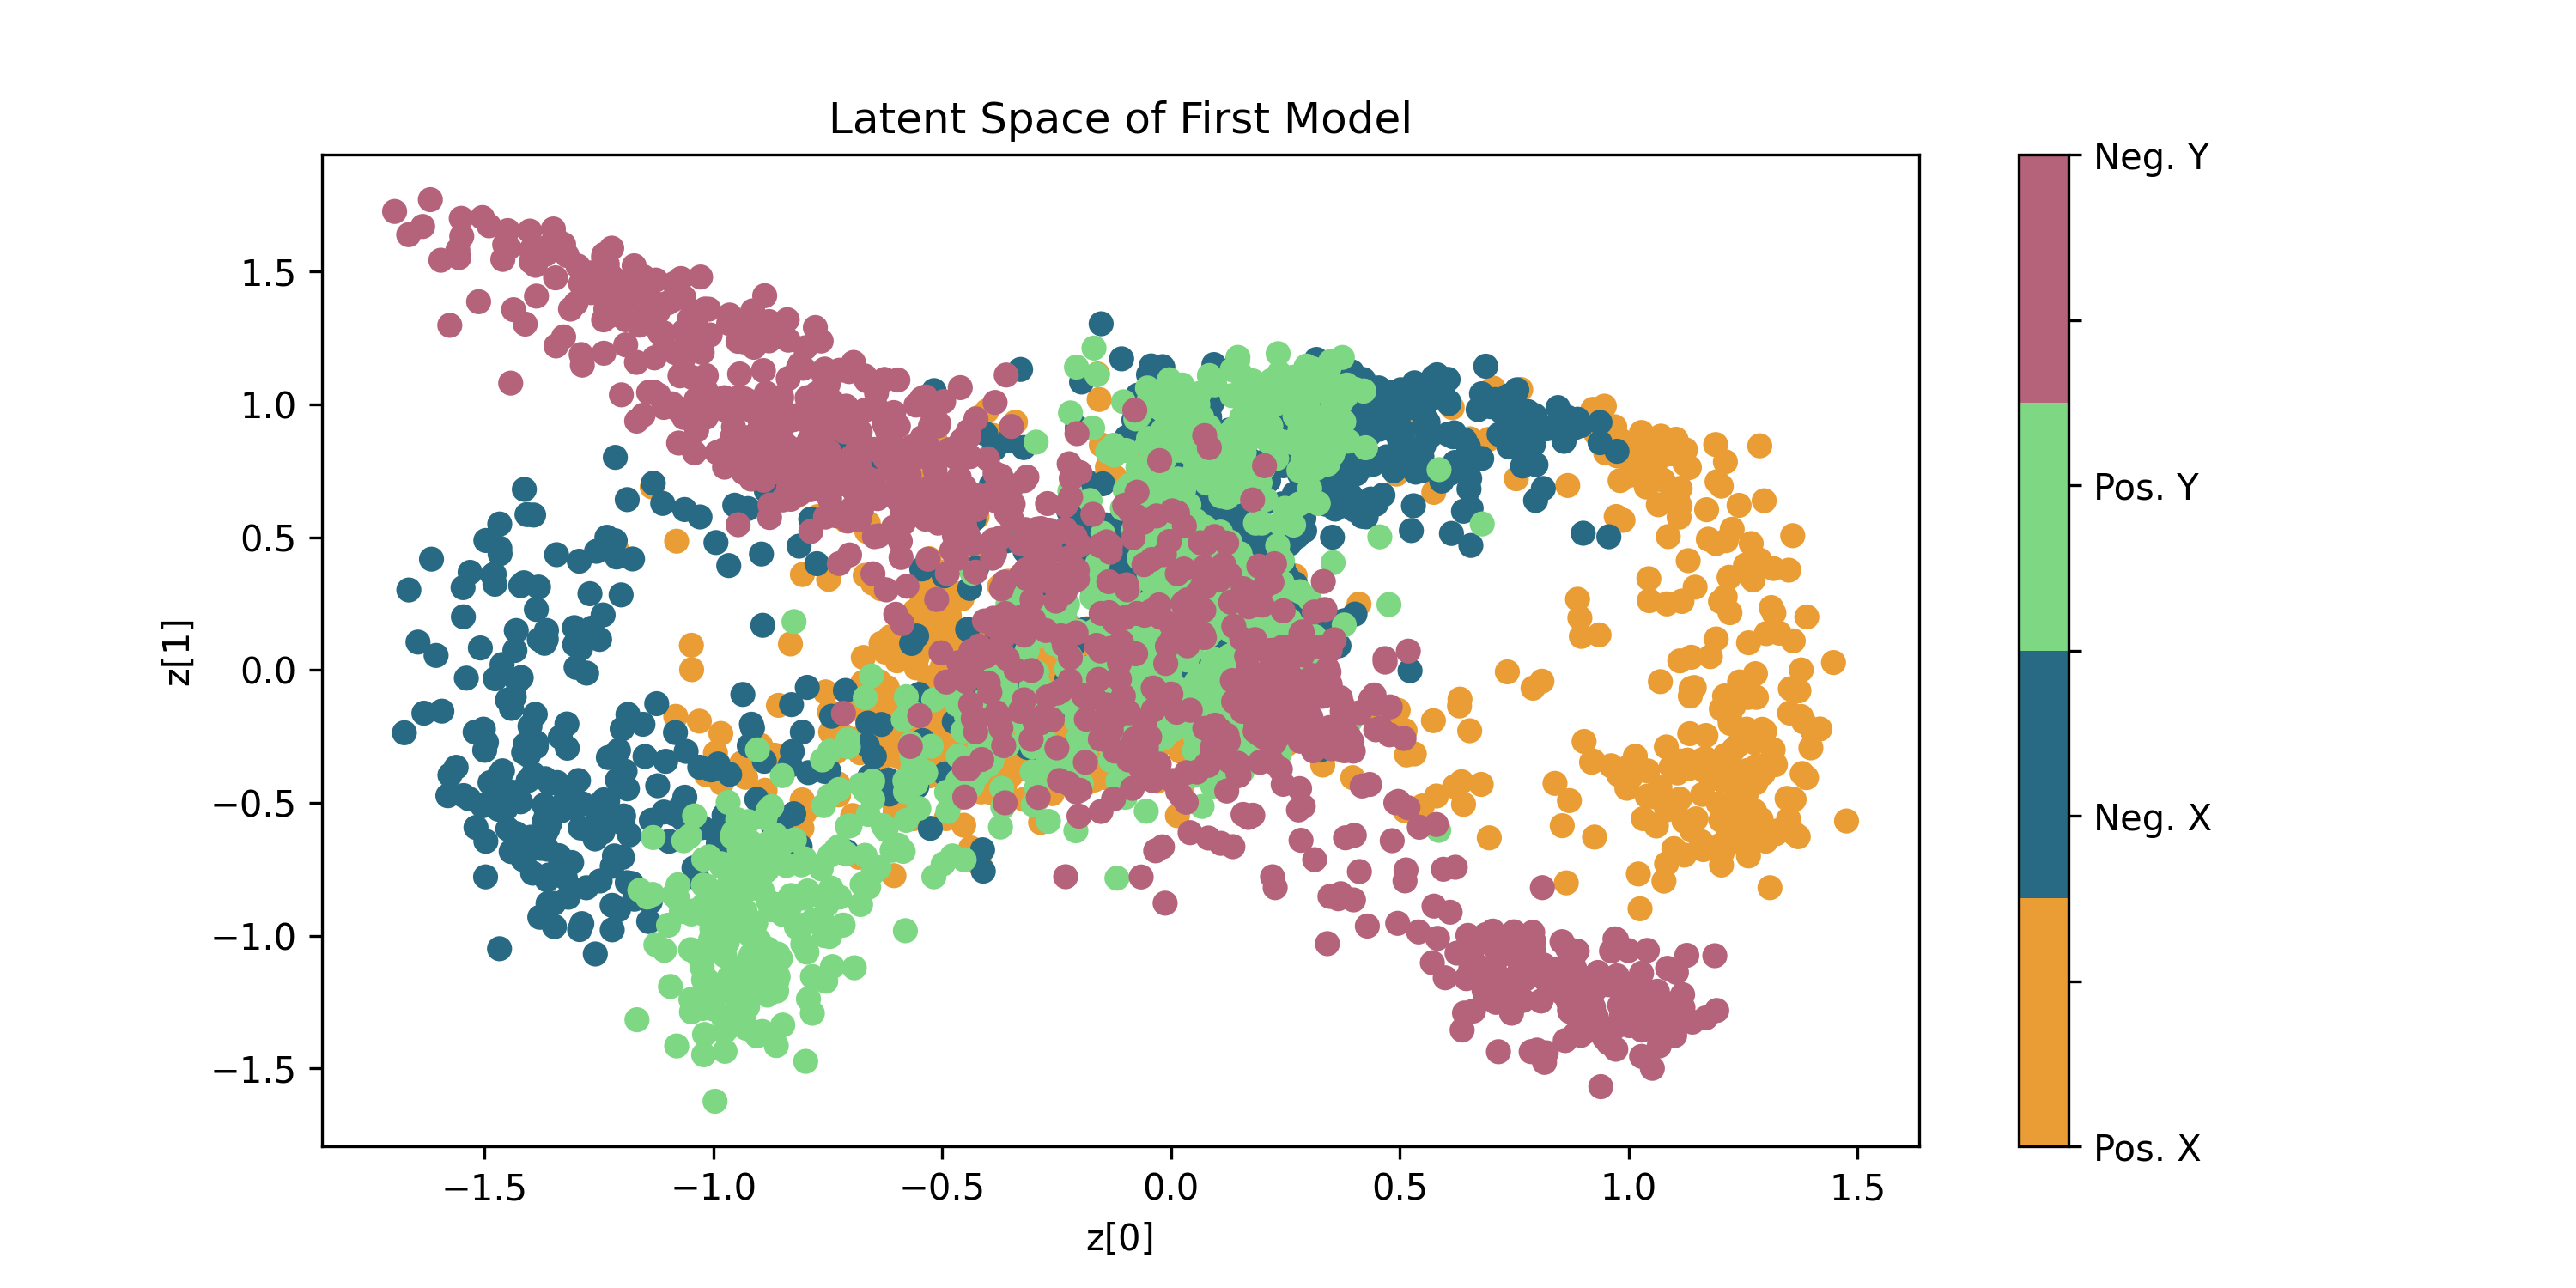 Latent Space of First Model
Neg. Y
Pos. Y
Neg. X
Pos. X
z[1]
1.5
1.0
0.5
0.0
−0.5
−1.0
−1.5
−1.5 −1.0 −0.5 0.0 0.5 1.0 1.5
z[0]